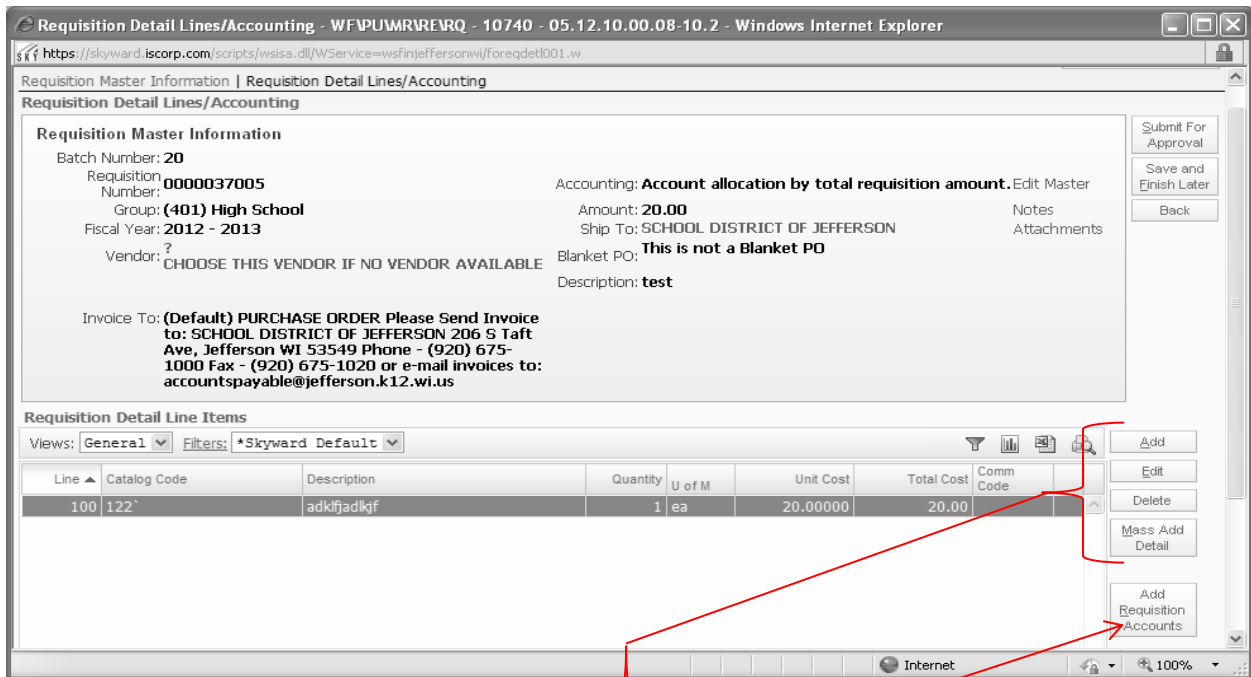 Requisition Detail Lines/Accounting - WF\PU\MR\RE\RQ - 10740 - 05.12.10.00.08-10.2 - Windows Internet Explorer
https://skyward.iscorp.com/scripts/wsisa.dll/WService=wsfinjeffersonwi/foreqdetl001.w
Requisition Master Information | Requisition Detail Lines/Accounting
Requisition Detail Lines/Accounting
Requisition Master Information
Batch Number: 20
Requisition Number: 0000037005
Group: (401) High School
Fiscal Year: 2012 - 2013
Vendor: ?
CHOOSE THIS VENDOR IF NO VENDOR AVAILABLE
Accounting: Account allocation by total requisition amount. Edit Master
Amount: 20.00 Notes
Ship To: SCHOOL DISTRICT OF JEFFERSON Attachments
Blanket PO: This is not a Blanket PO
Description: test
Invoice To: (Default) PURCHASE ORDER Please Send Invoice
to: SCHOOL DISTRICT OF JEFFERSON 206 S Taft
Ave, Jefferson WI 53549 Phone - (920) 675-
1000 Fax - (920) 675-1020 or e-mail invoices to:
accountspayable@jefferson.k12.wi.us
Submit For
Approval
Save and
Finish Later
Back
Requisition Detail Line Items
Views: General Filters: *Skyward Default
Line Catalog Code Description Quantity U of M Unit Cost Total Cost Comm Code
100 122` adklfjadlkjf 1 ea 20.00000 20.00
Add
Edit
Delete
Mass Add
Detail
Add
Requisition
Accounts
Internet 100%